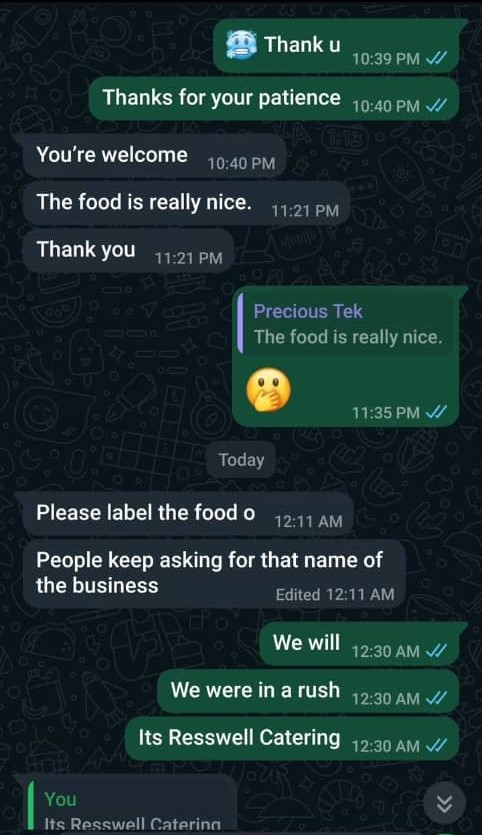 🥶 Thank u 10:39 PM
Thanks for your patience 10:40 PM
You're welcome 10:40 PM
The food is really nice. 11:21 PM
Thank you 11:21 PM
Precious Tek
The food is really nice.
🫢
11:35 PM
Today
Please label the food o 12:11 AM
People keep asking for that name of
the business Edited 12:11 AM
We will 12:30 AM
We were in a rush 12:30 AM
Its Resswell Catering 12:30 AM
You
Its Resswell Catering